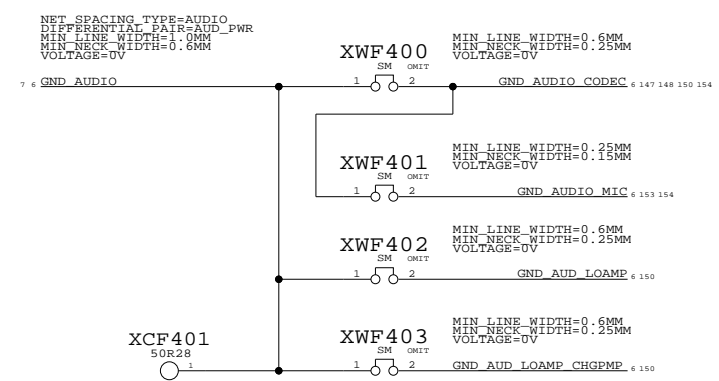 NET_SPACING_TYPE=AUDIO
DIFFERENTIAL_PAIR=AUD_PWR
MIN_LINE_WIDTH=1.0MM
MIN_NECK_WIDTH=0.6MM
VOLTAGE=0V
7 6 GND_AUDIO
XWF400
SM OMIT
1 2
MIN_LINE_WIDTH=0.6MM
MIN_NECK_WIDTH=0.25MM
VOLTAGE=0V
GND_AUDIO_CODEC 6 147 148 150 154
XWF401
SM OMIT
1 2
MIN_LINE_WIDTH=0.25MM
MIN_NECK_WIDTH=0.15MM
VOLTAGE=0V
GND_AUDIO_MIC 6 153 154
XWF402
SM OMIT
1 2
MIN_LINE_WIDTH=0.6MM
MIN_NECK_WIDTH=0.25MM
VOLTAGE=0V
GND_AUD_LOAMP 6 150
XCF401
50R28
1
XWF403
SM OMIT
1 2
MIN_LINE_WIDTH=0.6MM
MIN_NECK_WIDTH=0.25MM
VOLTAGE=0V
GND_AUD_LOAMP_CHGPMP 6 150